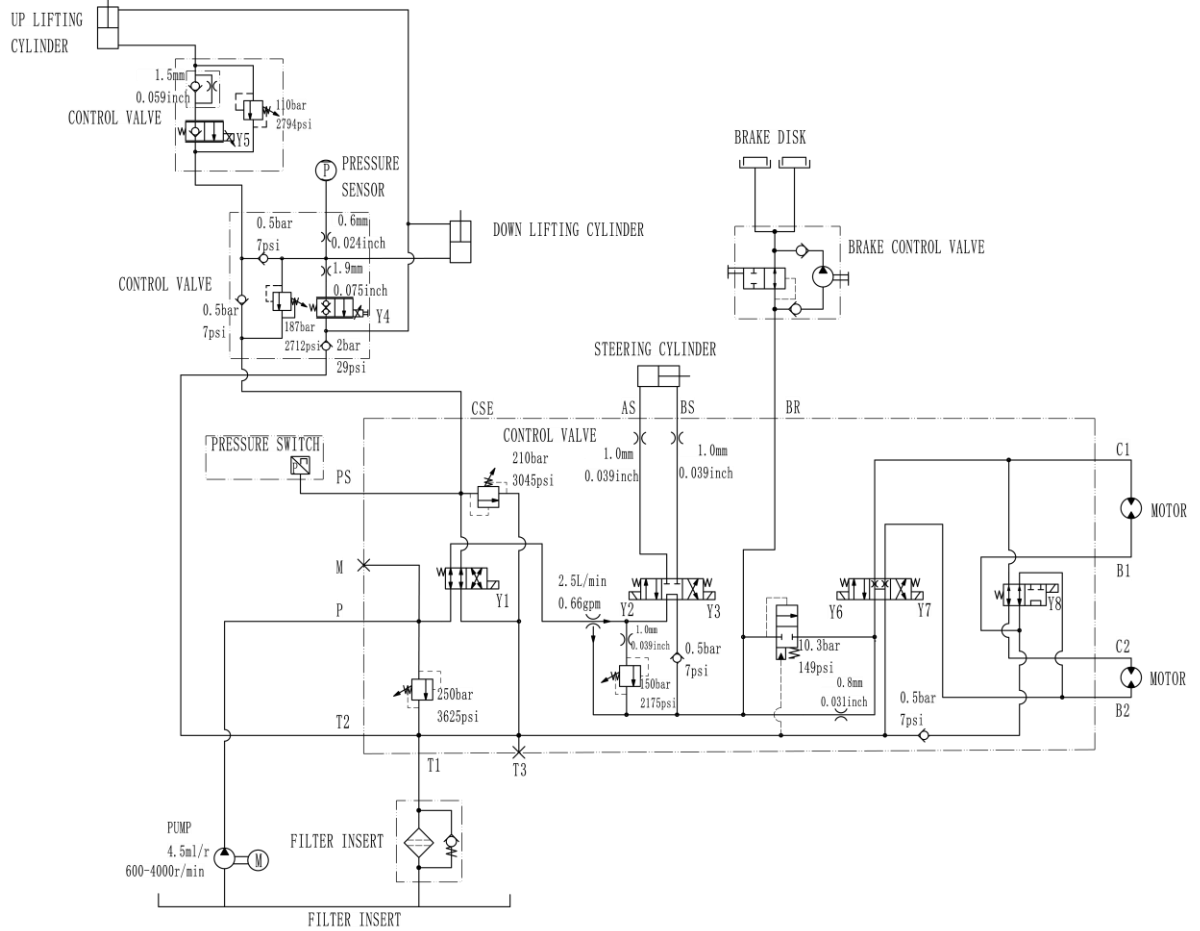 UP LIFTING
CYLINDER
1.5mm
0.059inch
CONTROL VALVE
110bar
2794psi
Y5
P
PRESSURE
SENSOR
BRAKE DISK
0.5bar
7psi
0.6mm
0.024inch
DOWN LIFTING CYLINDER
BRAKE CONTROL VALVE
1.9mm
0.075inch
CONTROL VALVE
0.5bar
7psi
187bar
2712psi
Y4
2bar
29psi
STEERING CYLINDER
CSE
AS
BS
BR
PRESSURE SWITCH
P
PS
CONTROL VALVE
210bar
3045psi
1.0mm
0.039inch
1.0mm
0.039inch
C1
MOTOR
B1
M
Y1
2.5L/min
0.66gpm
Y2
Y3
Y6
Y7
Y8
P
1.0mm
0.039inch
0.5bar
7psi
10.3bar
149psi
C2
MOTOR
B2
250bar
3625psi
150bar
2175psi
0.8mm
0.031inch
0.5bar
7psi
T2
T1
T3
PUMP
4.5ml/r
600-4000r/min
M
FILTER INSERT
FILTER INSERT